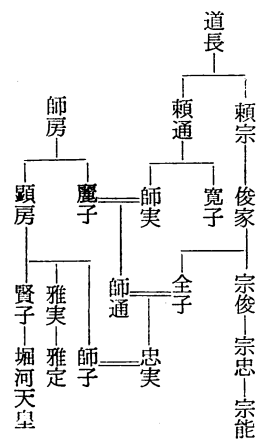 道長
頼宗
頼通
師房
俊家
寛子
師実
麗子
顕房
全子
師通
宗俊
宗忠
宗能
忠実
師子
雅実
雅定
賢子
堀河天皇